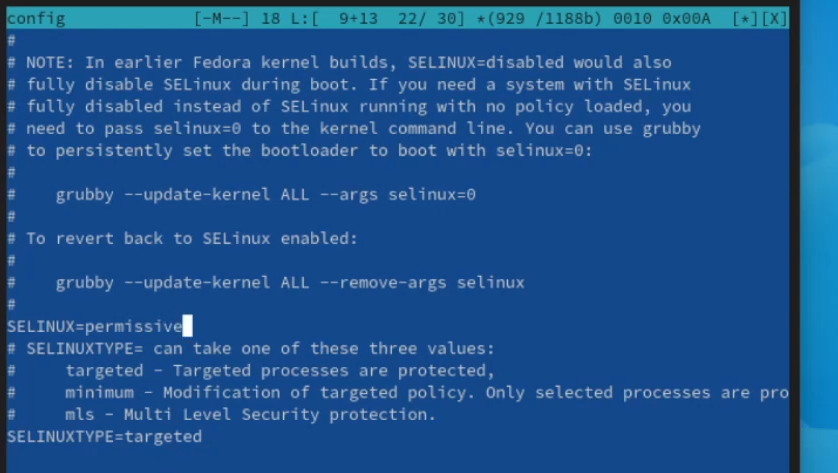 config [-M--] 18 L:[ 9+13 22/ 30] *(929 /1188b) 0010 0x00A [*][X]
#
# NOTE: In earlier Fedora kernel builds, SELINUX=disabled would also
# fully disable SELinux during boot. If you need a system with SELinux
# fully disabled instead of SELinux running with no policy loaded, you
# need to pass selinux=0 to the kernel command line. You can use grubby
# to persistently set the bootloader to boot with selinux=0:
#
#    grubby --update-kernel ALL --args selinux=0
#
# To revert back to SELinux enabled:
#
#    grubby --update-kernel ALL --remove-args selinux
#
SELINUX=permissive
# SELINUXTYPE= can take one of these three values:
#     targeted - Targeted processes are protected,
#     minimum - Modification of targeted policy. Only selected processes are pro
#     mls - Multi Level Security protection.
SELINUXTYPE=targeted